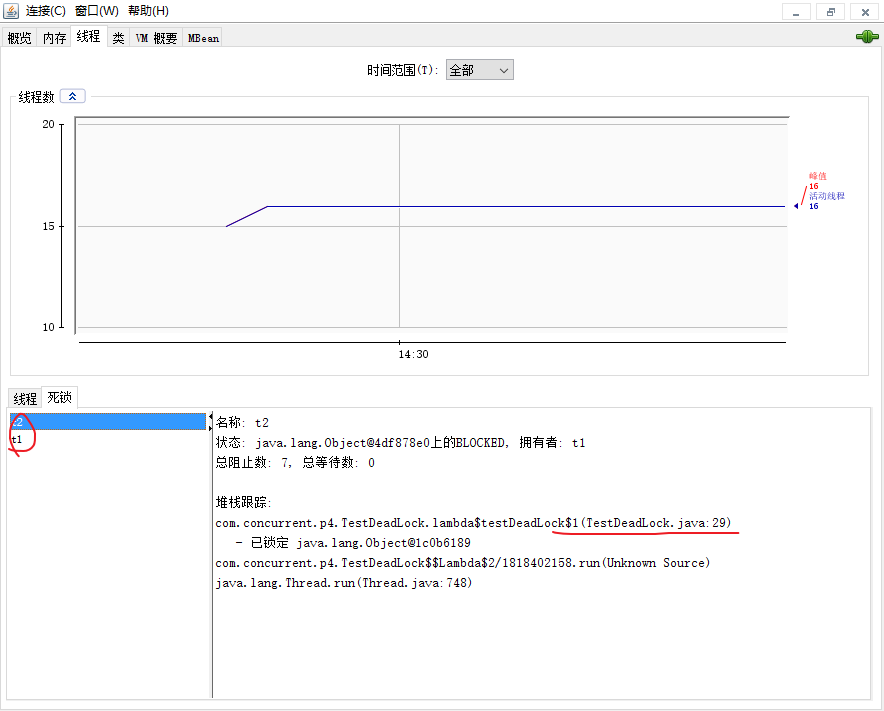 连接(C) 窗口(W) 帮助(H)
概览 内存 线程 类 VM 概要 MBean
时间范围(T): 全部
线程数
20
15
10
14:30
峰值
16
活动线程
16
线程 死锁
t2
t1
名称: t2
状态: java.lang.Object@4df878e0上的BLOCKED, 拥有者: t1
总阻止数: 7, 总等待数: 0
堆栈跟踪:
com.concurrent.p4.TestDeadLock.lambda$testDeadLock$1(TestDeadLock.java:29)
- 已锁定 java.lang.Object@1c0b6189
com.concurrent.p4.TestDeadLock$$Lambda$2/1818402158.run(Unknown Source)
java.lang.Thread.run(Thread.java:748)